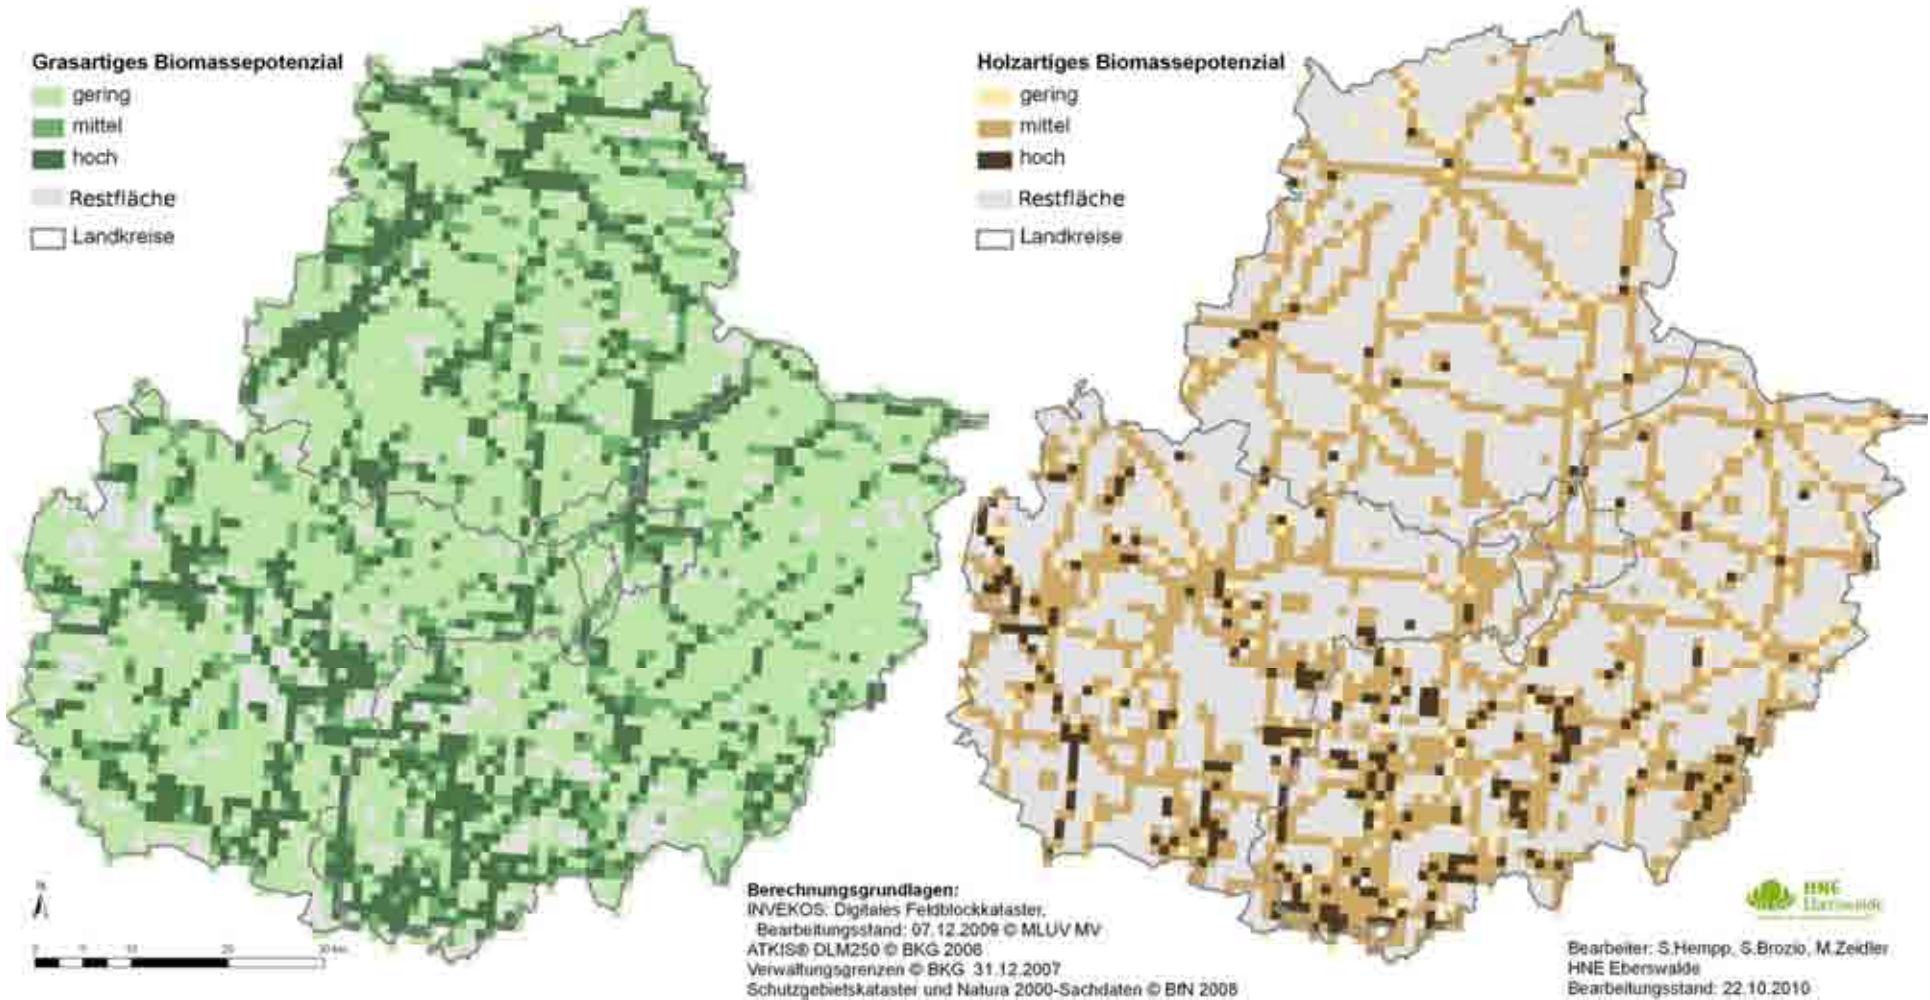 Grasartiges Biomassepotenzial
gering
mittel
hoch
Restfläche
Landkreise
Holzartiges Biomassepotenzial
gering
mittel
hoch
Restfläche
Landkreise
Berechnungsgrundlagen:
INVEKOS: Digitales Feldblockkataster,
Bearbeitungsstand: 07.12.2009 © MLUV MV
ATKIS® DLM250 © BKG 2006
Verwaltungsgrenzen © BKG 31.12.2007
Schutzgebietskataster und Natura 2000-Sachdaten © BfN 2008
HNE
Eberswalde
Bearbeiter: S.Hempp, S.Brozio, M.Zeidler
HNE Eberswalde
Bearbeitungsstand: 22.10.2010